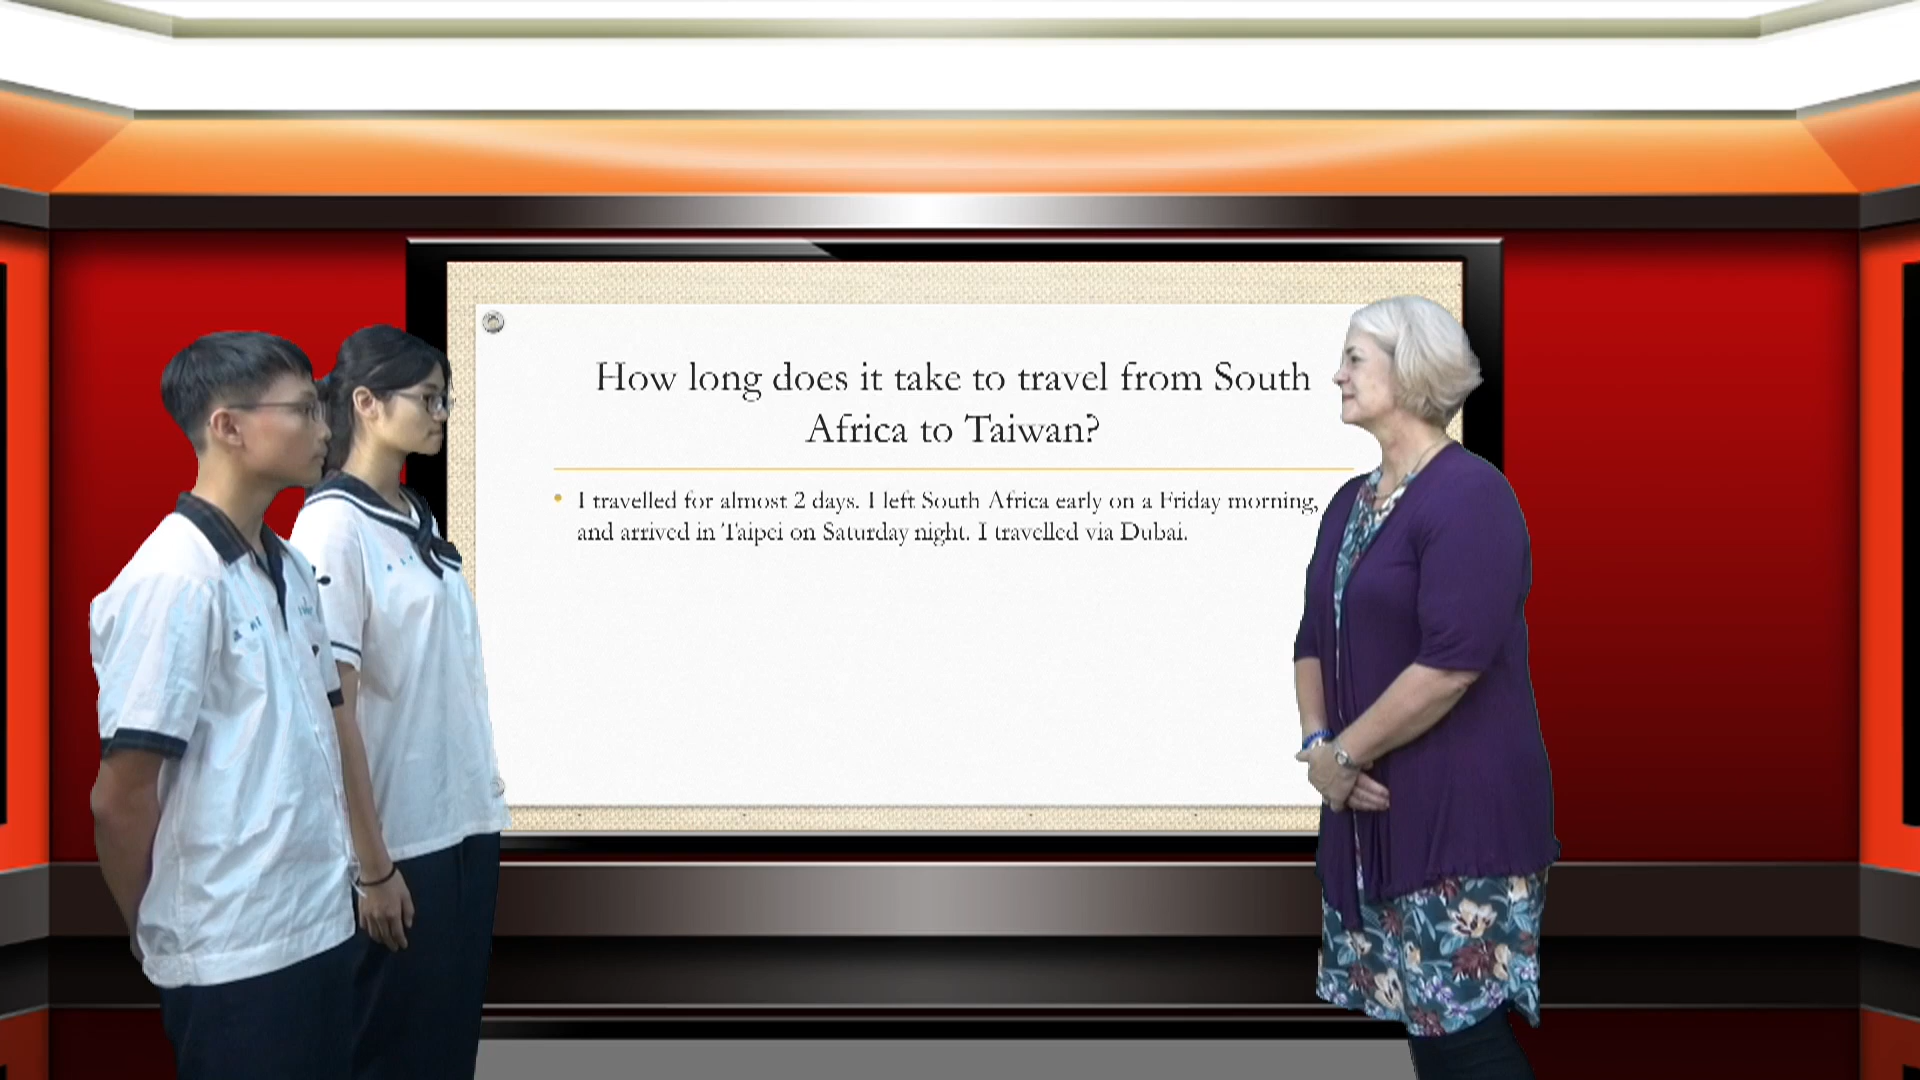 How long does it take to travel from South
Africa to Taiwan?
I travelled for almost 2 days. I left South Africa early on a Friday morning,
and arrived in Taipei on Saturday night. I travelled via Dubai.